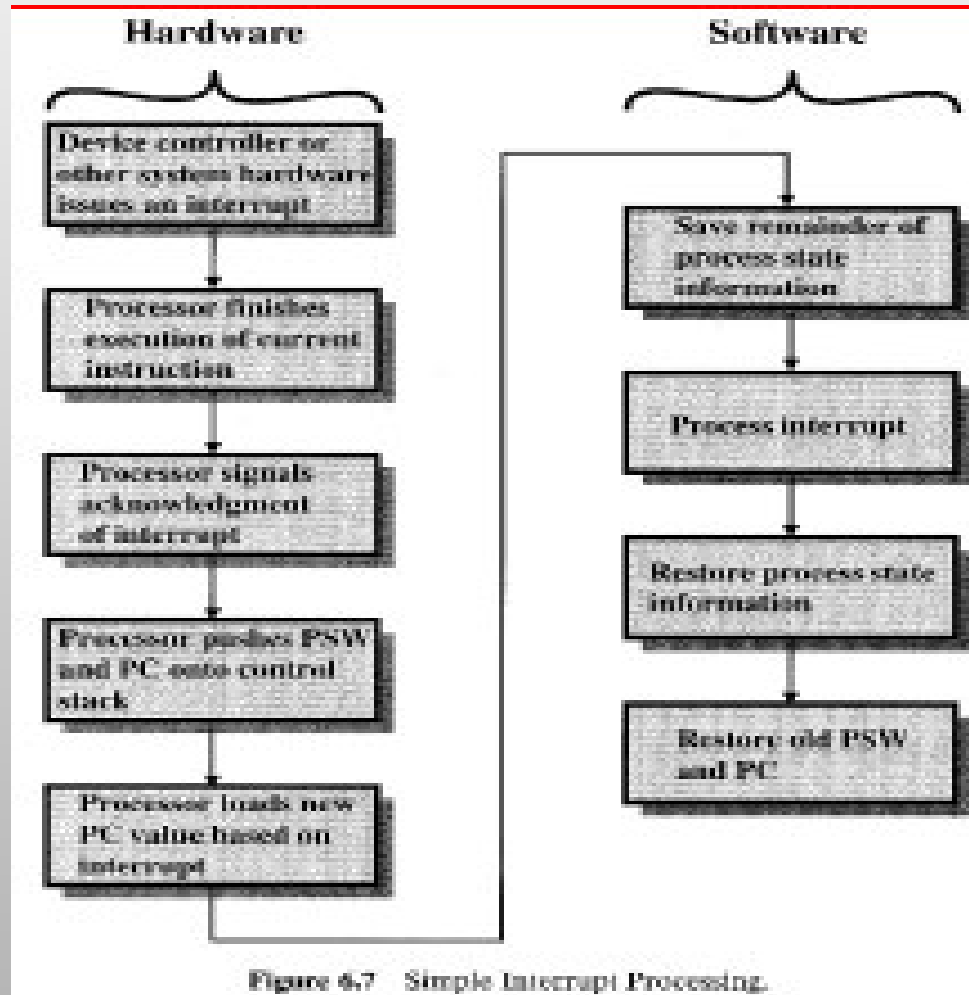 Hardware
Device controller or
other system hardware
issues an interrupt
Processor finishes
execution of current
instruction
Processor signals
acknowledgment
of interrupt
Processor pushes PSW
and PC onto control
stack
Processor loads new
PC value based on
interrupt
Software
Save remainder of
process state
information
Process interrupt
Restore process state
information
Restore old PSW
and PC
Figure 6.7 Simple Interrupt Processing.